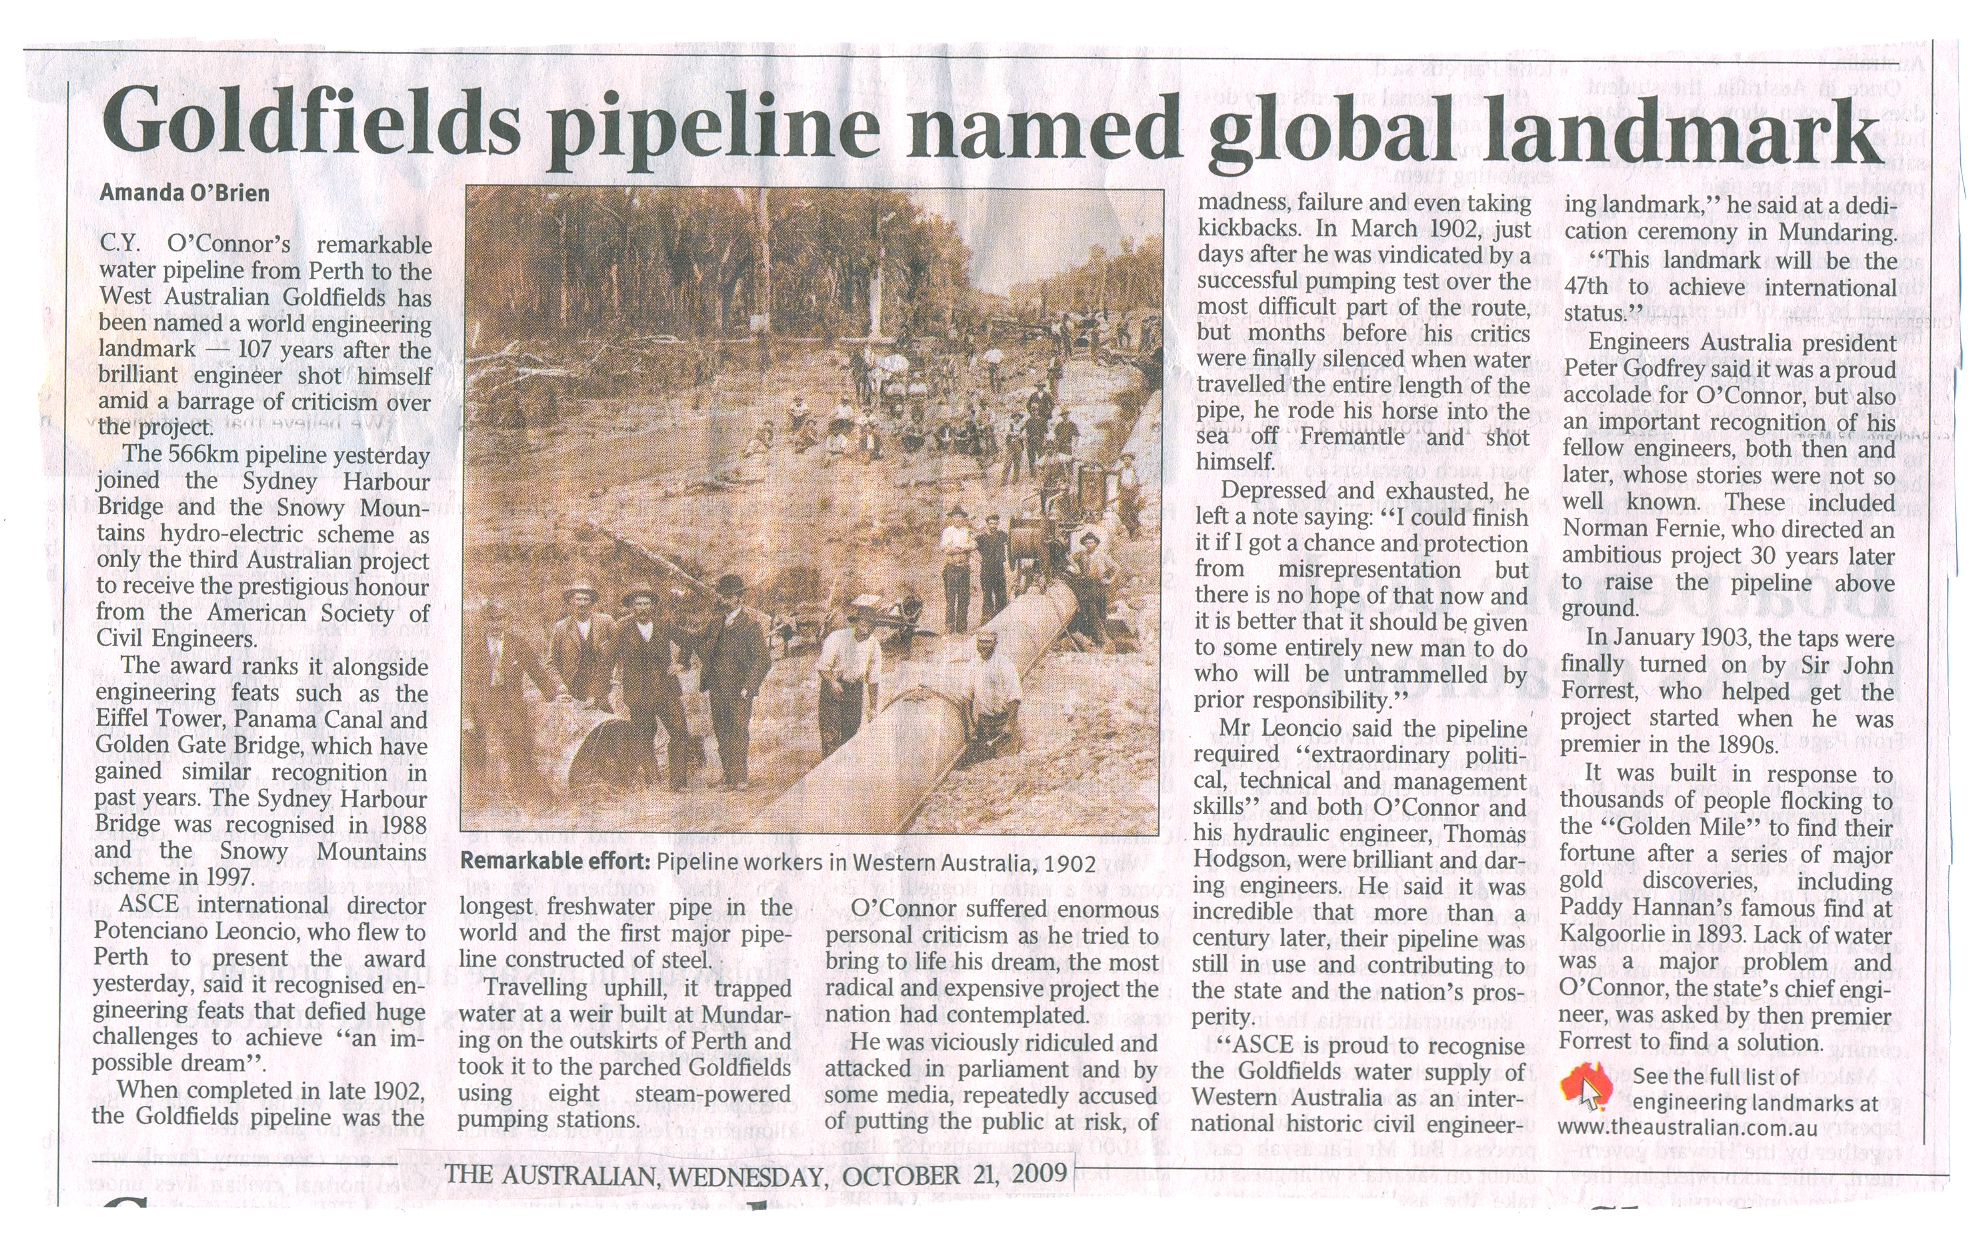 Goldfields pipeline named global landmark
Amanda O'Brien
C.Y. O'Connor's remarkable
water pipeline from Perth to the
West Australian Goldfields has
been named a world engineering
landmark — 107 years after the
brilliant engineer shot himself
amid a barrage of criticism over
the project.
The 566km pipeline yesterday
joined the Sydney Harbour
Bridge and the Snowy Moun-
tains hydro-electric scheme as
only the third Australian project
to receive the prestigious honour
from the American Society of
Civil Engineers.
The award ranks it alongside
engineering feats such as the
Eiffel Tower, Panama Canal and
Golden Gate Bridge, which have
gained similar recognition in
past years. The Sydney Harbour
Bridge was recognised in 1988
and the Snowy Mountains
scheme in 1997.
ASCE international director
Potenciano Leoncio, who flew to
Perth to present the award
yesterday, said it recognised en-
gineering feats that defied huge
challenges to achieve "an im-
possible dream".
When completed in late 1902,
the Goldfields pipeline was the
Remarkable effort: Pipeline workers in Western Australia, 1902
longest freshwater pipe in the
world and the first major pipe-
line constructed of steel.
Travelling uphill, it trapped
water at a weir built at Mundar-
ing on the outskirts of Perth and
took it to the parched Goldfields
using eight steam-powered
pumping stations.
O'Connor suffered enormous
personal criticism as he tried to
bring to life his dream, the most
radical and expensive project the
nation had contemplated.
He was viciously ridiculed and
attacked in parliament and by
some media, repeatedly accused
of putting the public at risk, of
madness, failure and even taking
kickbacks. In March 1902, just
days after he was vindicated by a
successful pumping test over the
most difficult part of the route,
but months before his critics
were finally silenced when water
travelled the entire length of the
pipe, he rode his horse into the
sea off Fremantle and shot
himself.
Depressed and exhausted, he
left a note saying: "I could finish
it if I got a chance and protection
from misrepresentation but
there is no hope of that now and
it is better that it should be given
to some entirely new man to do
who will be untrammelled by
prior responsibility."
Mr Leoncio said the pipeline
required "extraordinary politi-
cal, technical and management
skills" and both O'Connor and
his hydraulic engineer, Thomas
Hodgson, were brilliant and dar-
ing engineers. He said it was
incredible that more than a
century later, their pipeline was
still in use and contributing to
the state and the nation's pros-
perity.
"ASCE is proud to recognise
the Goldfields water supply of
Western Australia as an inter-
national historic civil engineer-
ing landmark," he said at a dedi-
cation ceremony in Mundaring.
"This landmark will be the
47th to achieve international
status."
Engineers Australia president
Peter Godfrey said it was a proud
accolade for O'Connor, but also
an important recognition of his
fellow engineers, both then and
later, whose stories were not so
well known. These included
Norman Fernie, who directed an
ambitious project 30 years later
to raise the pipeline above
ground.
In January 1903, the taps were
finally turned on by Sir John
Forrest, who helped get the
project started when he was
premier in the 1890s.
It was built in response to
thousands of people flocking to
the "Golden Mile" to find their
fortune after a series of major
gold discoveries, including
Paddy Hannan's famous find at
Kalgoorlie in 1893. Lack of water
was a major problem and
O'Connor, the state's chief engi-
neer, was asked by then premier
Forrest to find a solution.
See the full list of
engineering landmarks at
www.theaustralian.com.au
THE AUSTRALIAN, WEDNESDAY, OCTOBER 21, 2009